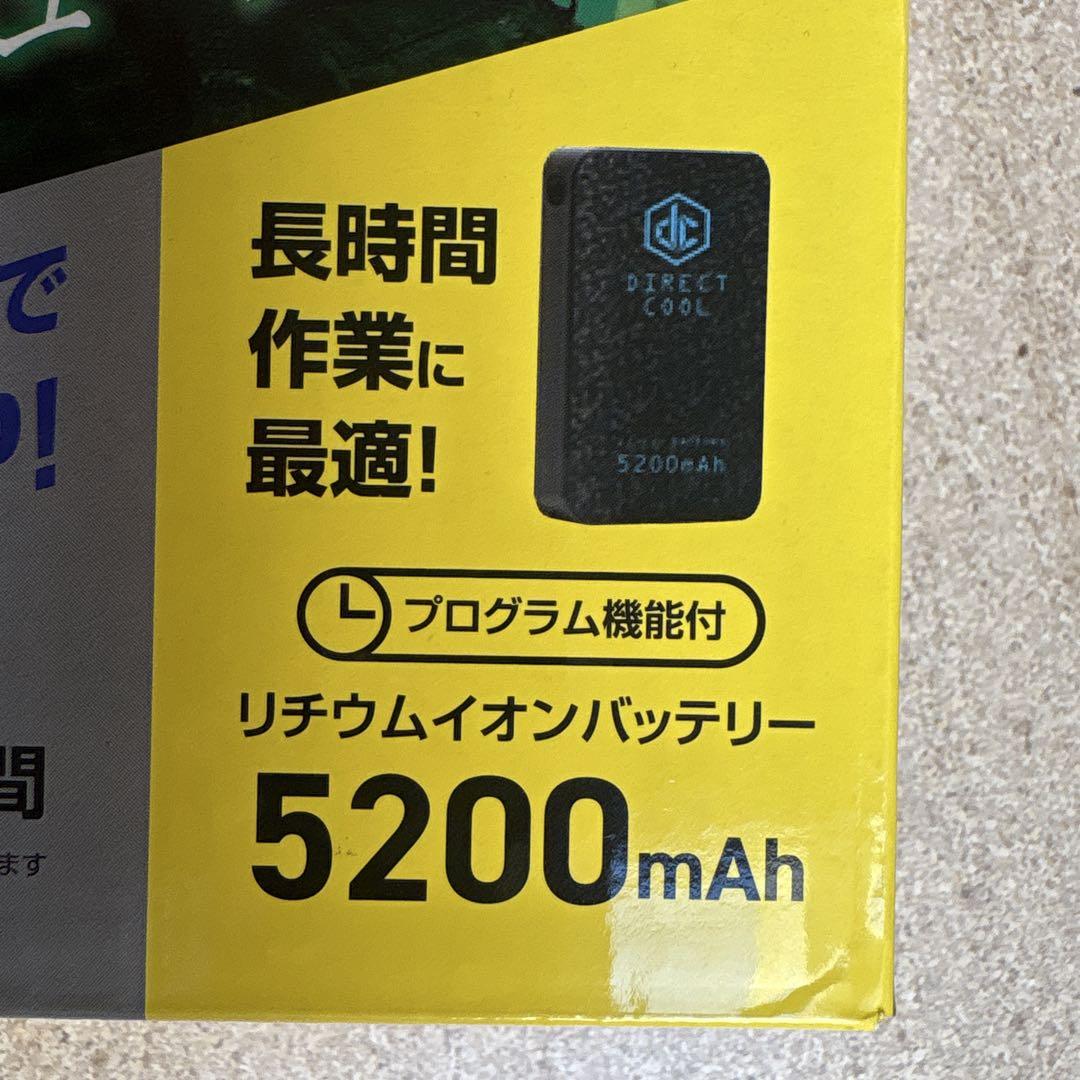 で
!
間
ます
長時間
作業に
最適!
dc
DIRECT
COOL
5200mAh
プログラム機能付
リチウムイオンバッテリー
5200mAh